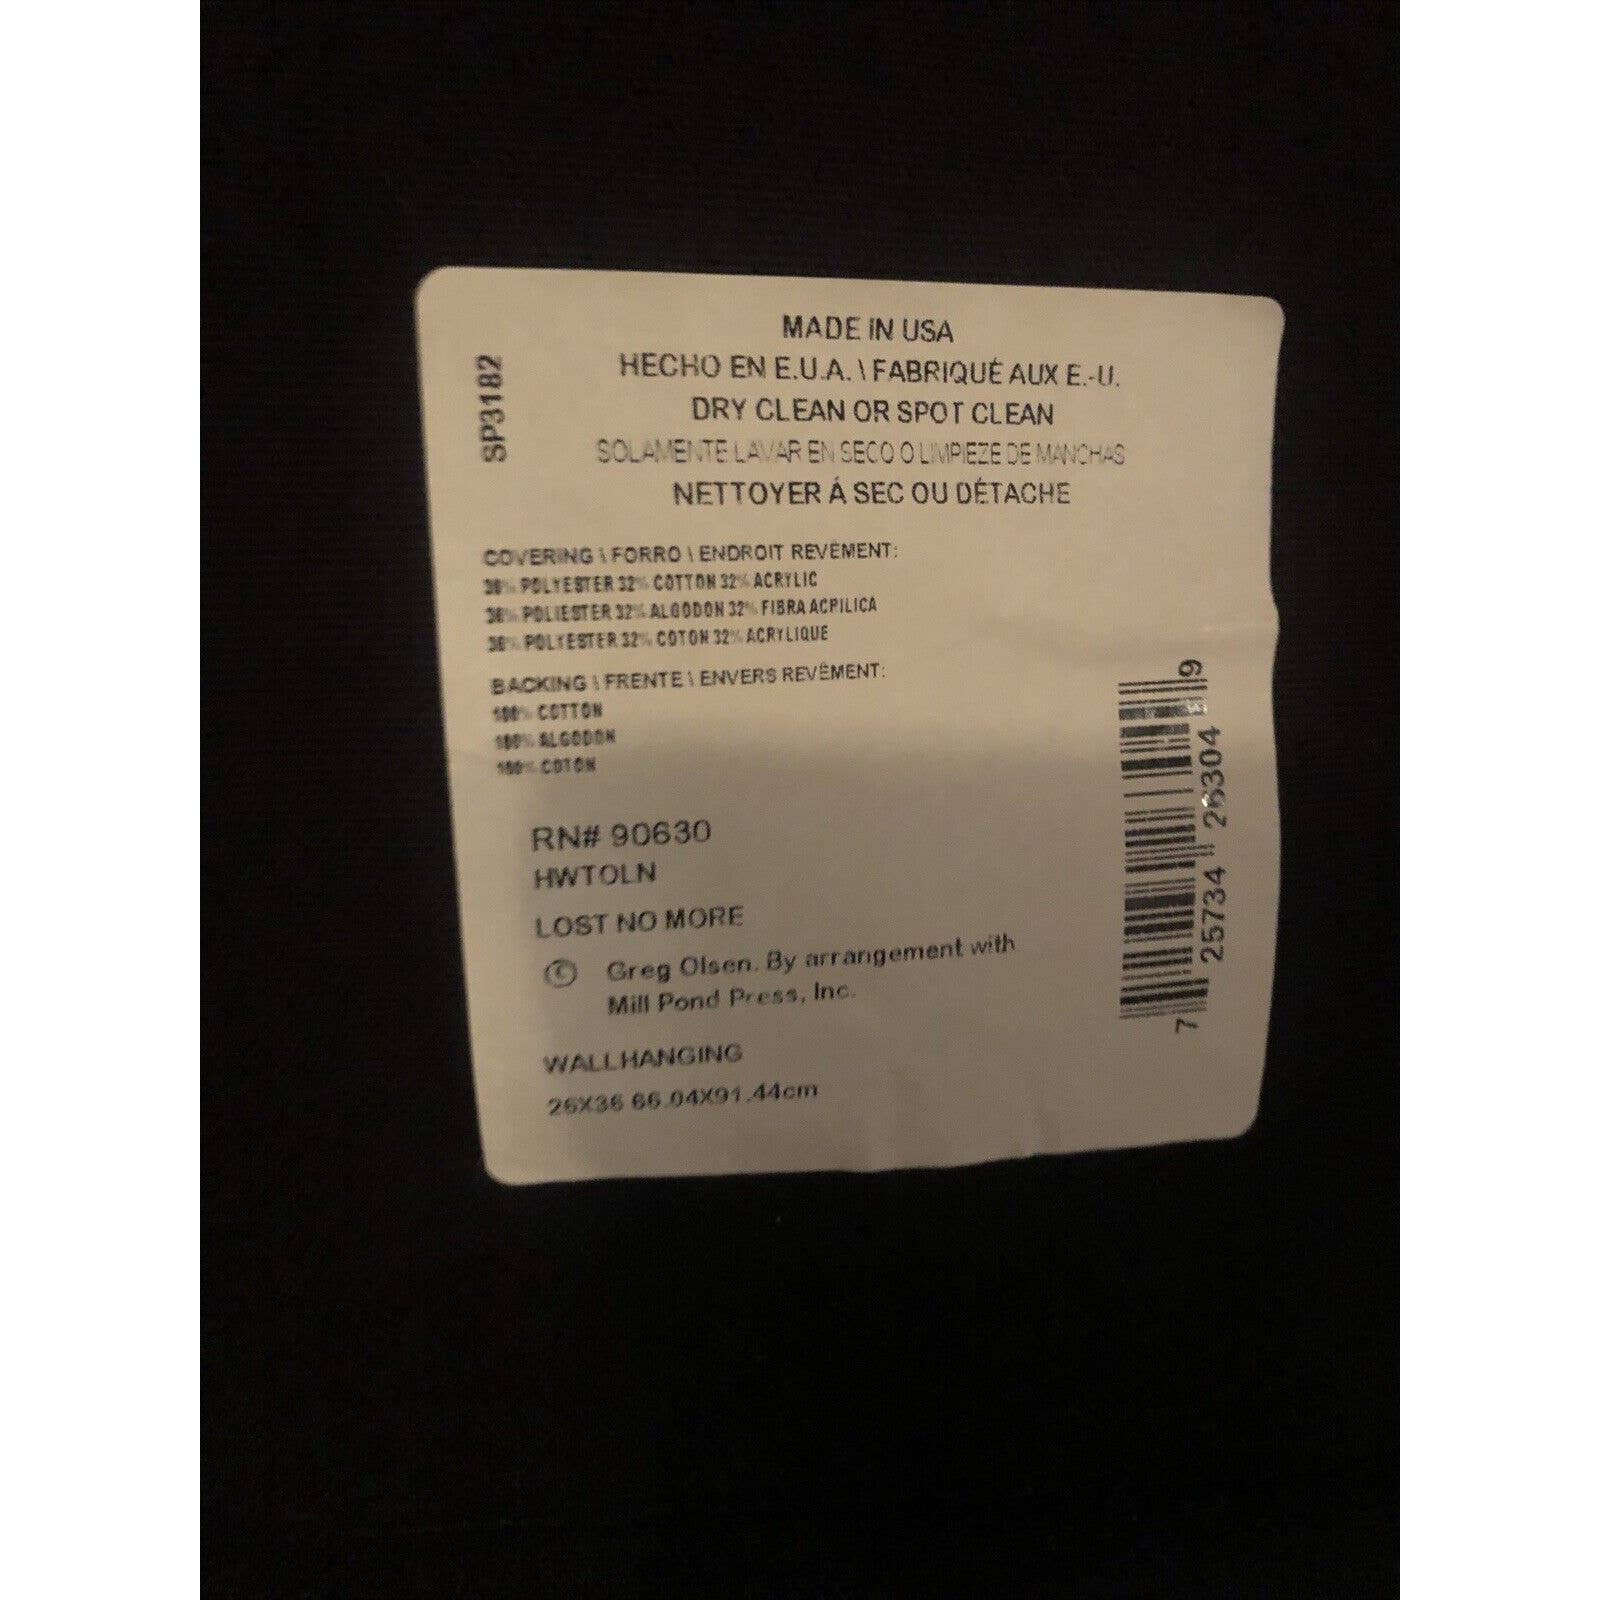 SP3182
MADE IN USA
HECHO EN E.U.A. \ FABRIQUÉ AUX E.-U.
DRY CLEAN OR SPOT CLEAN
SOLAMENTE LAVAR EN SECO O LIMPIEZE DE MANCHAS
NETTOYER Á SEC OU DÉTACHE
COVERING \ FORRO \ ENDROIT REVÊMENT:
36% POLYESTER 32% COTTON 32% ACRYLIC
36% POLIESTER 32% ALGODON 32% FIBRA ACRILICA
36% POLYESTER 32% COTON 32% ACRYLIQUE
BACKING \ FRENTE \ ENVERS REVÊMENT:
100% COTTON
100% ALGODON
100% COTON
RN# 90630
HWTOLN
LOST NO MORE
© Greg Olsen. By arrangement with
Mill Pond Press, Inc.
WALLHANGING
26X36 66.04X91.44cm
7 25734 26304 9